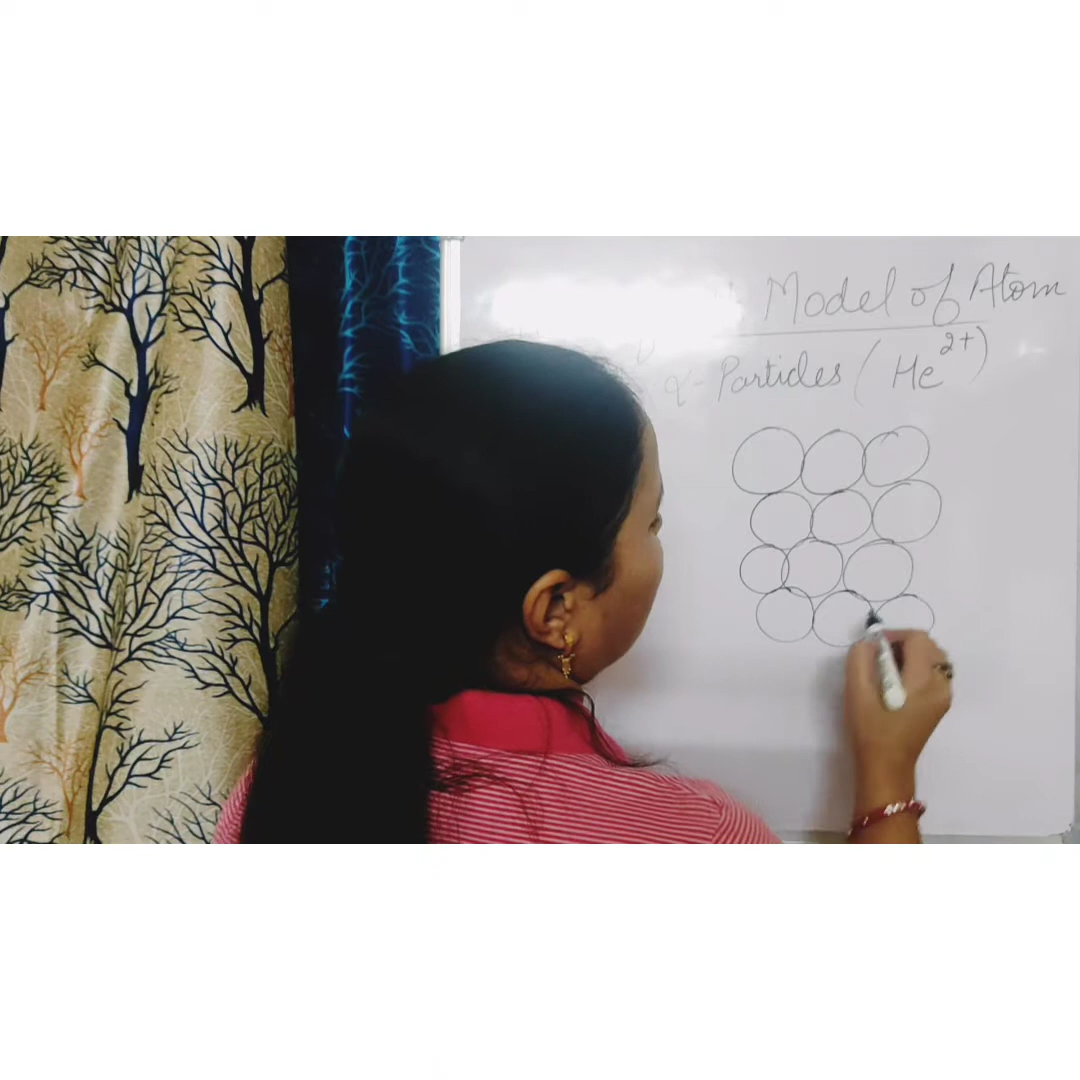 Model of Atom
α- Particles (He²⁺)